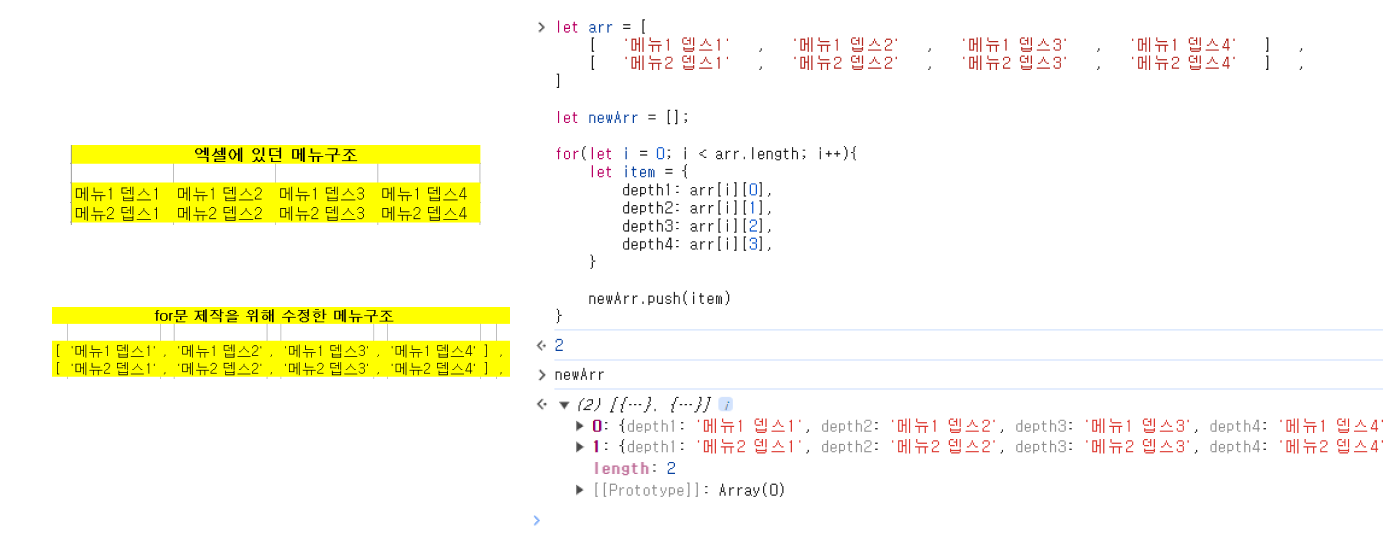 엑셀에 있던 메뉴구조
메뉴1 뎁스1 메뉴1 뎁스2 메뉴1 뎁스3 메뉴1 뎁스4
메뉴2 뎁스1 메뉴2 뎁스2 메뉴2 뎁스3 메뉴2 뎁스4
for문 제작을 위해 수정한 메뉴구조
[ '메뉴1 뎁스1' , '메뉴1 뎁스2' , '메뉴1 뎁스3' , '메뉴1 뎁스4' ] ,
[ '메뉴2 뎁스1' , '메뉴2 뎁스2' , '메뉴2 뎁스3' , '메뉴2 뎁스4' ] ,
let arr = [
[ '메뉴1 뎁스1' , '메뉴1 뎁스2' , '메뉴1 뎁스3' , '메뉴1 뎁스4' ] ,
[ '메뉴2 뎁스1' , '메뉴2 뎁스2' , '메뉴2 뎁스3' , '메뉴2 뎁스4' ] ,
]
let newArr = [];
for(let i = 0; i < arr.length; i++){
let item = {
depth1: arr[i][0],
depth2: arr[i][1],
depth3: arr[i][2],
depth4: arr[i][3],
}
newArr.push(item)
}
2
newArr
(2) [{…}, {…}] i
0: {depth1: '메뉴1 뎁스1', depth2: '메뉴1 뎁스2', depth3: '메뉴1 뎁스3', depth4: '메뉴1 뎁스4'
1: {depth1: '메뉴2 뎁스1', depth2: '메뉴2 뎁스2', depth3: '메뉴2 뎁스3', depth4: '메뉴2 뎁스4'
length: 2
[[Prototype]]: Array(0)